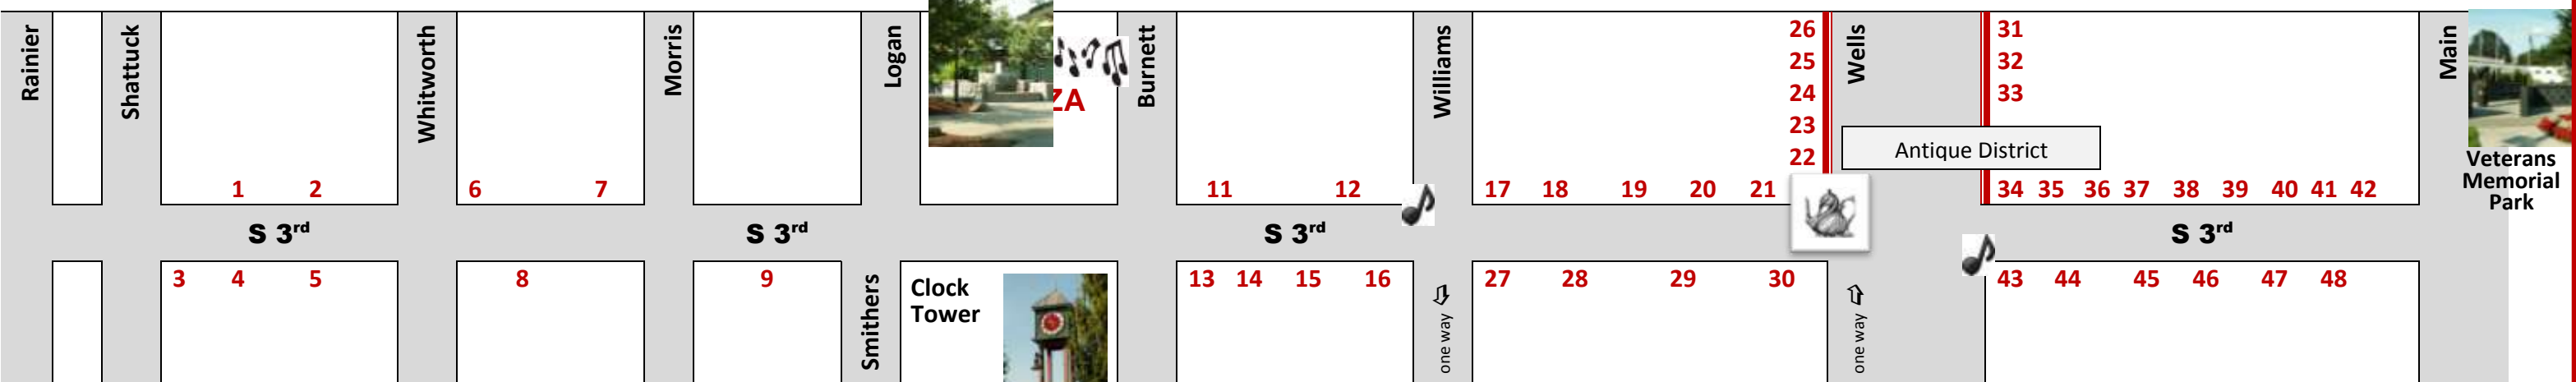 Rainier
Shattuck
Whitworth
Morris
Logan
ZA
Burnett
Williams
Wells
Main
26
25
24
23
22
31
32
33
Antique District
Veterans
Memorial
Park
1 2 6 7 11 12 17 18 19 20 21 34 35 36 37 38 39 40 41 42
S 3rd S 3rd S 3rd S 3rd
3 4 5 8 9 13 14 15 16 27 28 29 30 43 44 45 46 47 48
Smithers
Clock
Tower
one way
one way